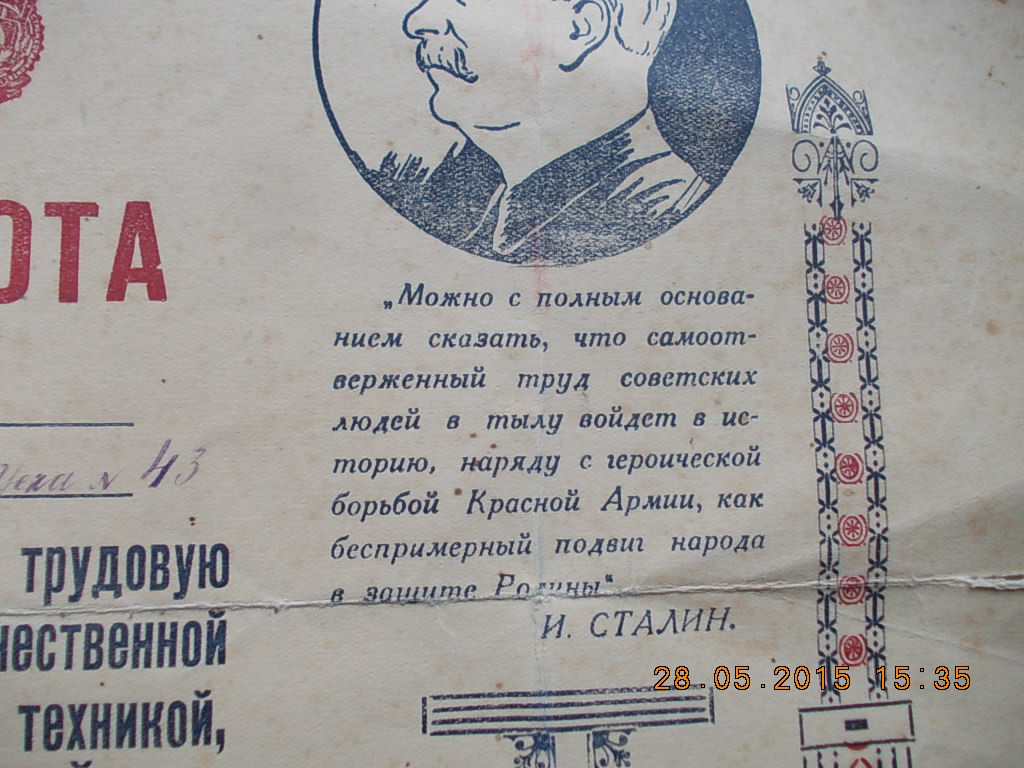 ОТА
„Можно с полным основа-
нием сказать, что самоот-
верженный труд советских
людей в тылу войдет в ис-
торию, наряду с героической
борьбой Красной Армии, как
беспримерный подвиг народа
в защите Родины“
И. СТАЛИН.
цеха № 43
трудовую
чественной
техникой,
28.05.2015 15:35